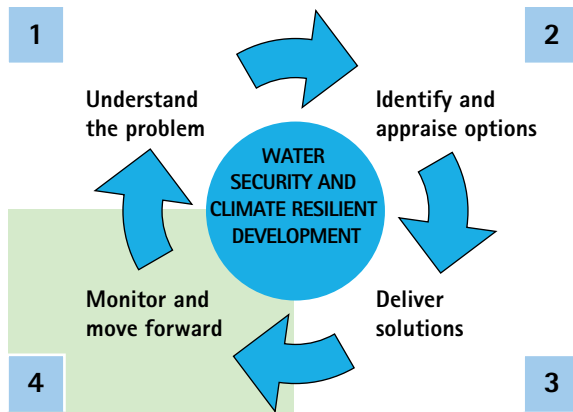 1
2
Understand
the problem
Identify and
appraise options
WATER
SECURITY AND
CLIMATE RESILIENT
DEVELOPMENT
Monitor and
move forward
Deliver
solutions
4
3